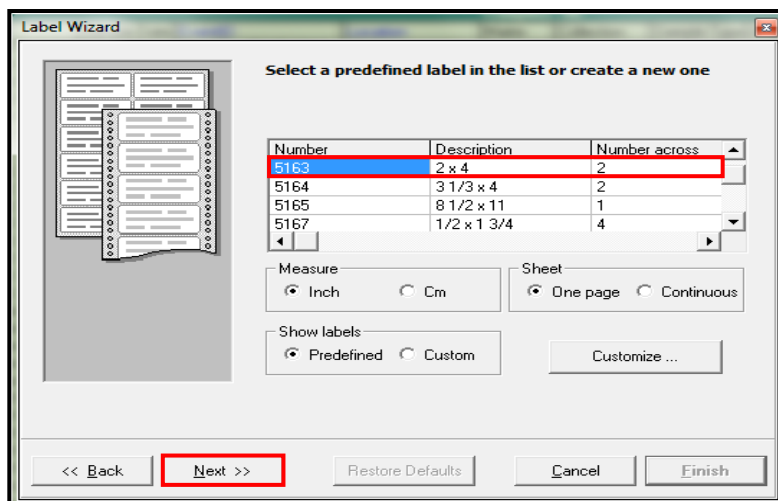 Label Wizard
Select a predefined label in the list or create a new one
Number Description Number across
5163 2 x 4 2
5164 3 1/3 x 4 2
5165 8 1/2 x 11 1
5167 1/2 x 1 3/4 4
Measure Sheet
Inch Cm One page Continuous
Show labels
Predefined Custom Customize ...
<< Back Next >> Restore Defaults Cancel Finish